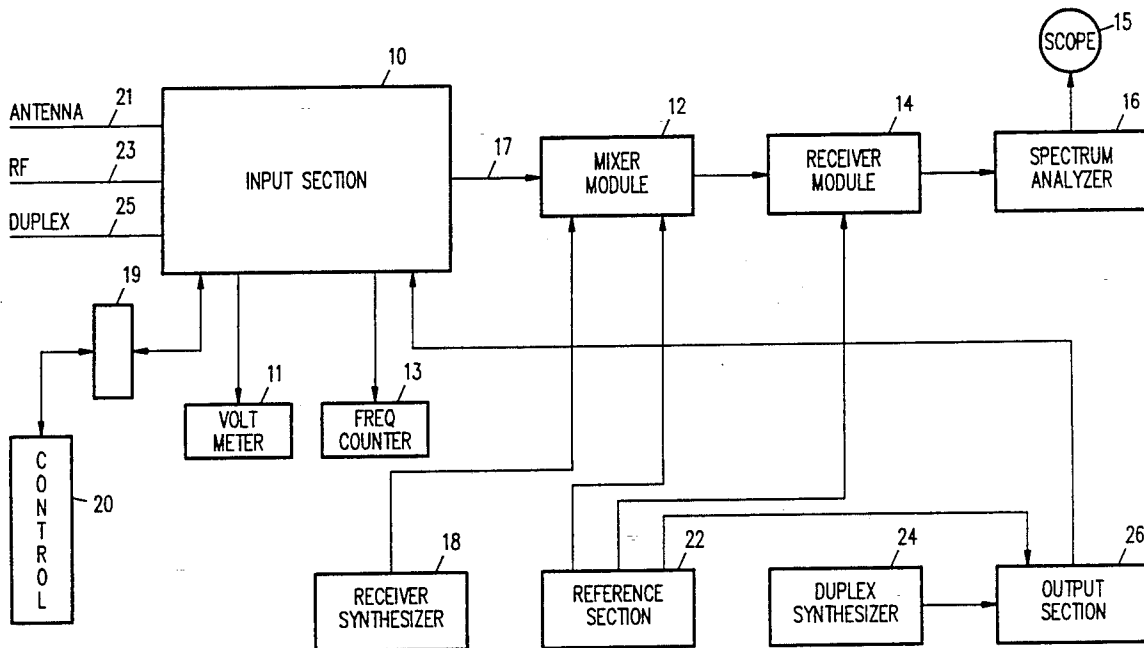 15
SCOPE
10
ANTENNA
21
12
14
16
17
RF
23
INPUT SECTION
MIXER
MODULE
RECEIVER
MODULE
SPECTRUM
ANALYZER
DUPLEX
25
19
11
13
VOLT
METER
FREQ
COUNTER
CONTROL
20
18
22
24
26
RECEIVER
SYNTHESIZER
REFERENCE
SECTION
DUPLEX
SYNTHESIZER
OUTPUT
SECTION